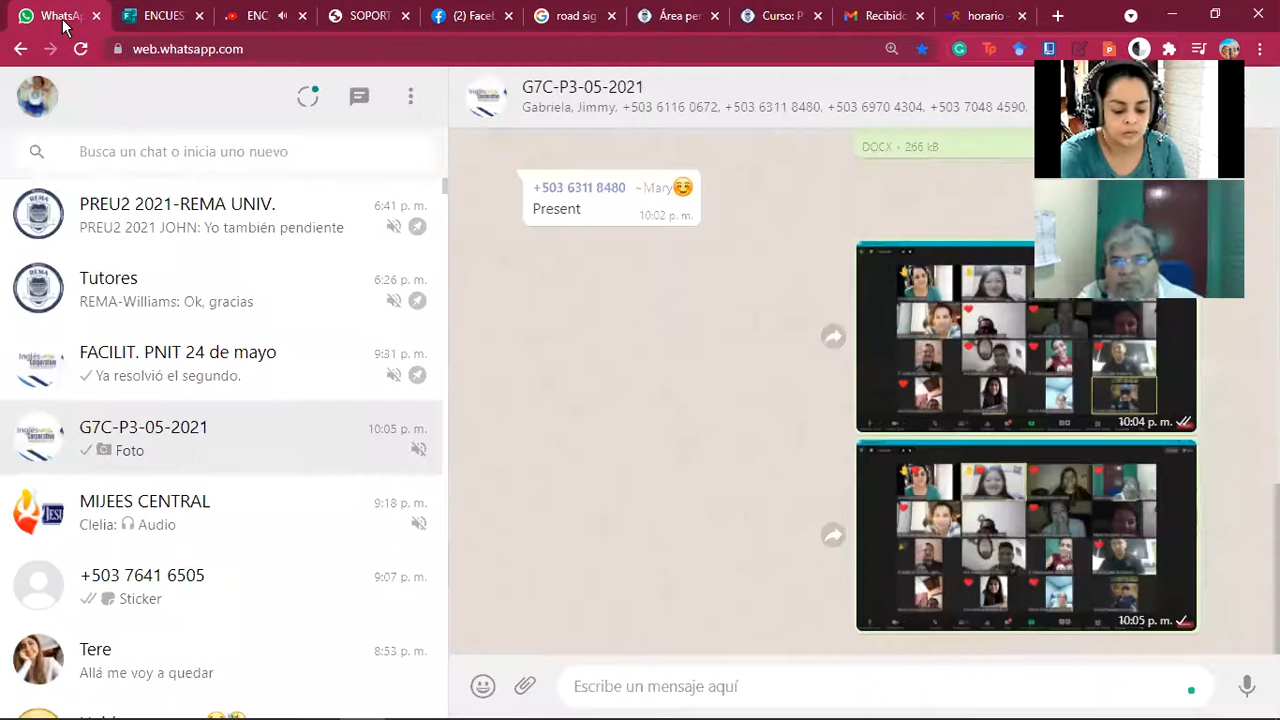 WhatsAp
ENCUES
ENC
SOPORT
(2) Facel
road sig
Área per
Curso: P
Recibido
horario -
web.whatsapp.com
Busca un chat o inicia uno nuevo
PREU2 2021-REMA UNIV.
6:41 p. m.
PREU2 2021 JOHN: Yo también pendiente
Tutores
6:26 p. m.
REMA-Williams: Ok, gracias
FACILIT. PNIT 24 de mayo
9:31 p. m.
Ya resolvió el segundo.
G7C-P3-05-2021
10:05 p. m.
Foto
MIJEES CENTRAL
9:18 p. m.
Clelia: Audio
+503 7641 6505
9:07 p. m.
Sticker
Tere
8:53 p. m.
Allá me voy a quedar
G7C-P3-05-2021
Gabriela, Jimmy, +503 6116 0672, +503 6311 8480, +503 6970 4304, +503 7048 4590,
DOCX • 266 kB
+503 6311 8480 ~Mary😊
Present
10:02 p. m.
10:04 p. m.
10:05 p. m.
Escribe un mensaje aquí